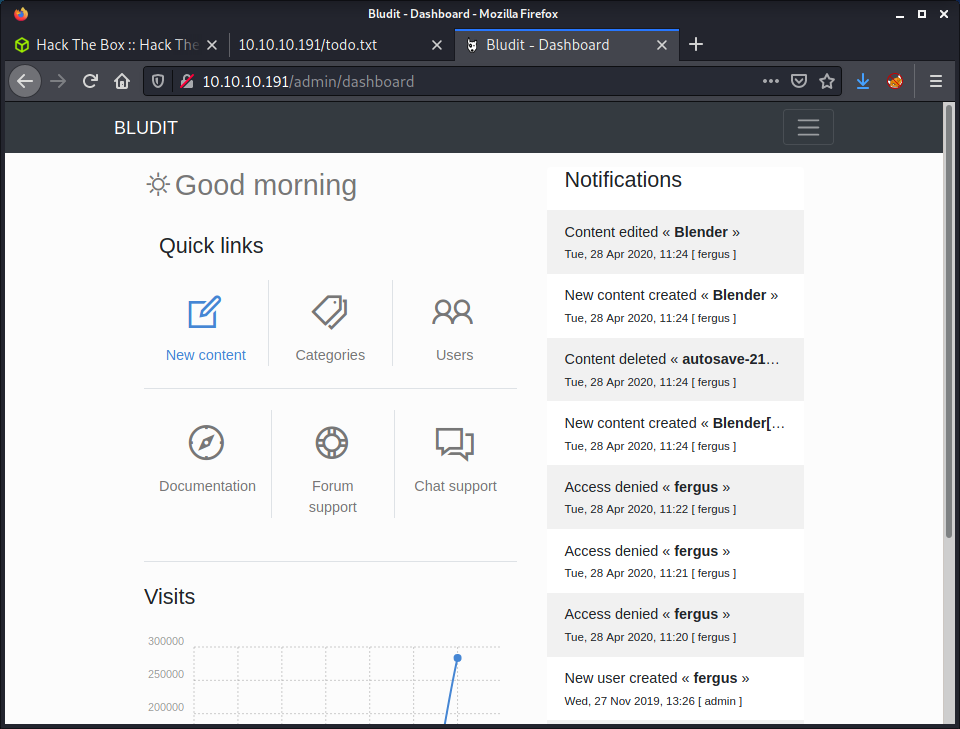 Bludit - Dashboard - Mozilla Firefox
Hack The Box :: Hack The
10.10.10.191/todo.txt
Bludit - Dashboard
10.10.10.191/admin/dashboard
BLUDIT
Good morning
Quick links
New content
Categories
Users
Documentation
Forum
support
Chat support
Visits
300000
250000
200000
Notifications
Content edited « Blender »
Tue, 28 Apr 2020, 11:24 [ fergus ]
New content created « Blender »
Tue, 28 Apr 2020, 11:24 [ fergus ]
Content deleted « autosave-21…
Tue, 28 Apr 2020, 11:24 [ fergus ]
New content created « Blender[…
Tue, 28 Apr 2020, 11:24 [ fergus ]
Access denied « fergus »
Tue, 28 Apr 2020, 11:22 [ fergus ]
Access denied « fergus »
Tue, 28 Apr 2020, 11:21 [ fergus ]
Access denied « fergus »
Tue, 28 Apr 2020, 11:20 [ fergus ]
New user created « fergus »
Wed, 27 Nov 2019, 13:26 [ admin ]